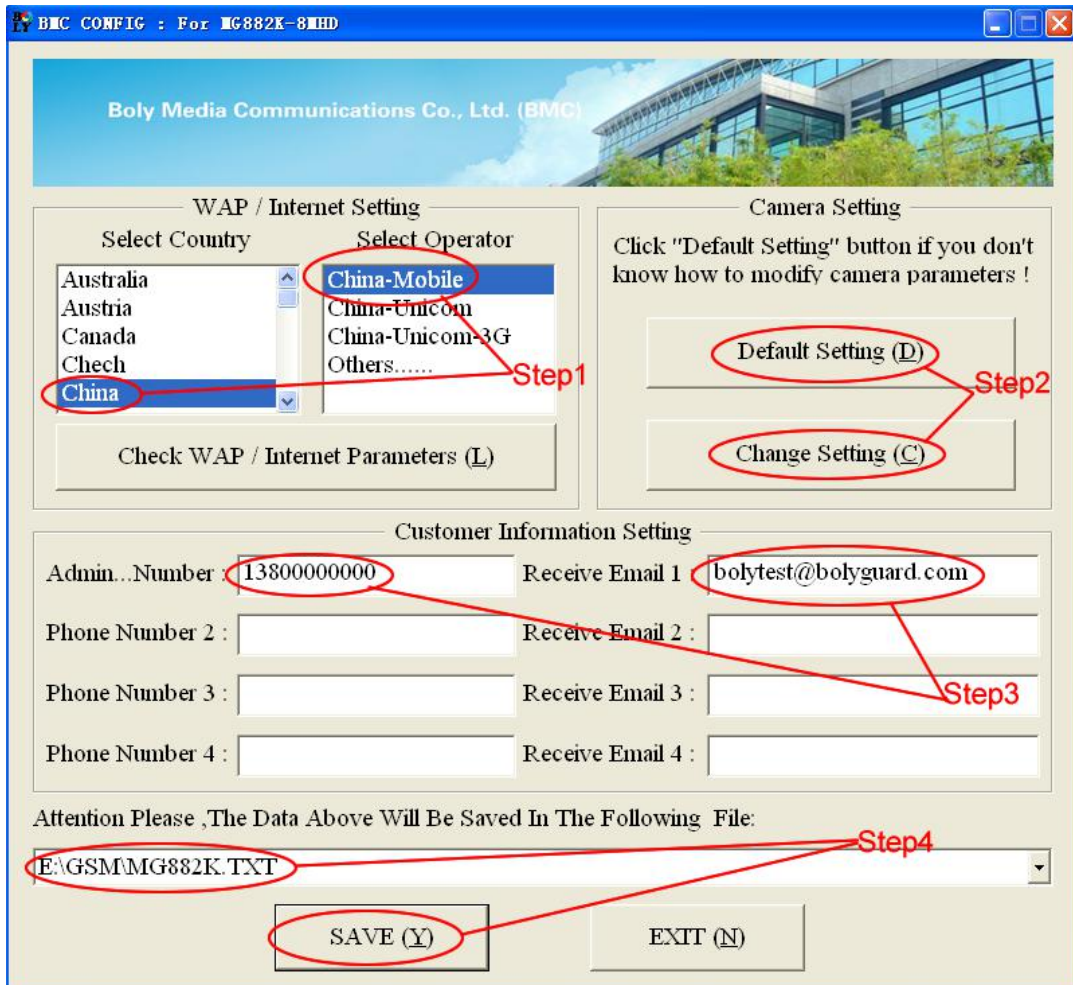 BMC CONFIG : For MG882K-8MHD
Boly Media Communications Co., Ltd. (BMC)
WAP / Internet Setting
Select Country
Select Operator
Australia
Austria
Canada
Chech
China
China-Mobile
China-Unicom
China-Unicom-3G
Others......
Step1
Check WAP / Internet Parameters (L)
Camera Setting
Click "Default Setting" button if you don't
know how to modify camera parameters !
Default Setting (D)
Step2
Change Setting (C)
Customer Information Setting
Admin...Number : 13800000000
Receive Email 1 : bolytest@bolyguard.com
Phone Number 2 :
Receive Email 2 :
Phone Number 3 :
Receive Email 3 :
Step3
Phone Number 4 :
Receive Email 4 :
Attention Please ,The Data Above Will Be Saved In The Following File:
Step4
E:\GSM\MG882K.TXT
SAVE (Y)
EXIT (N)